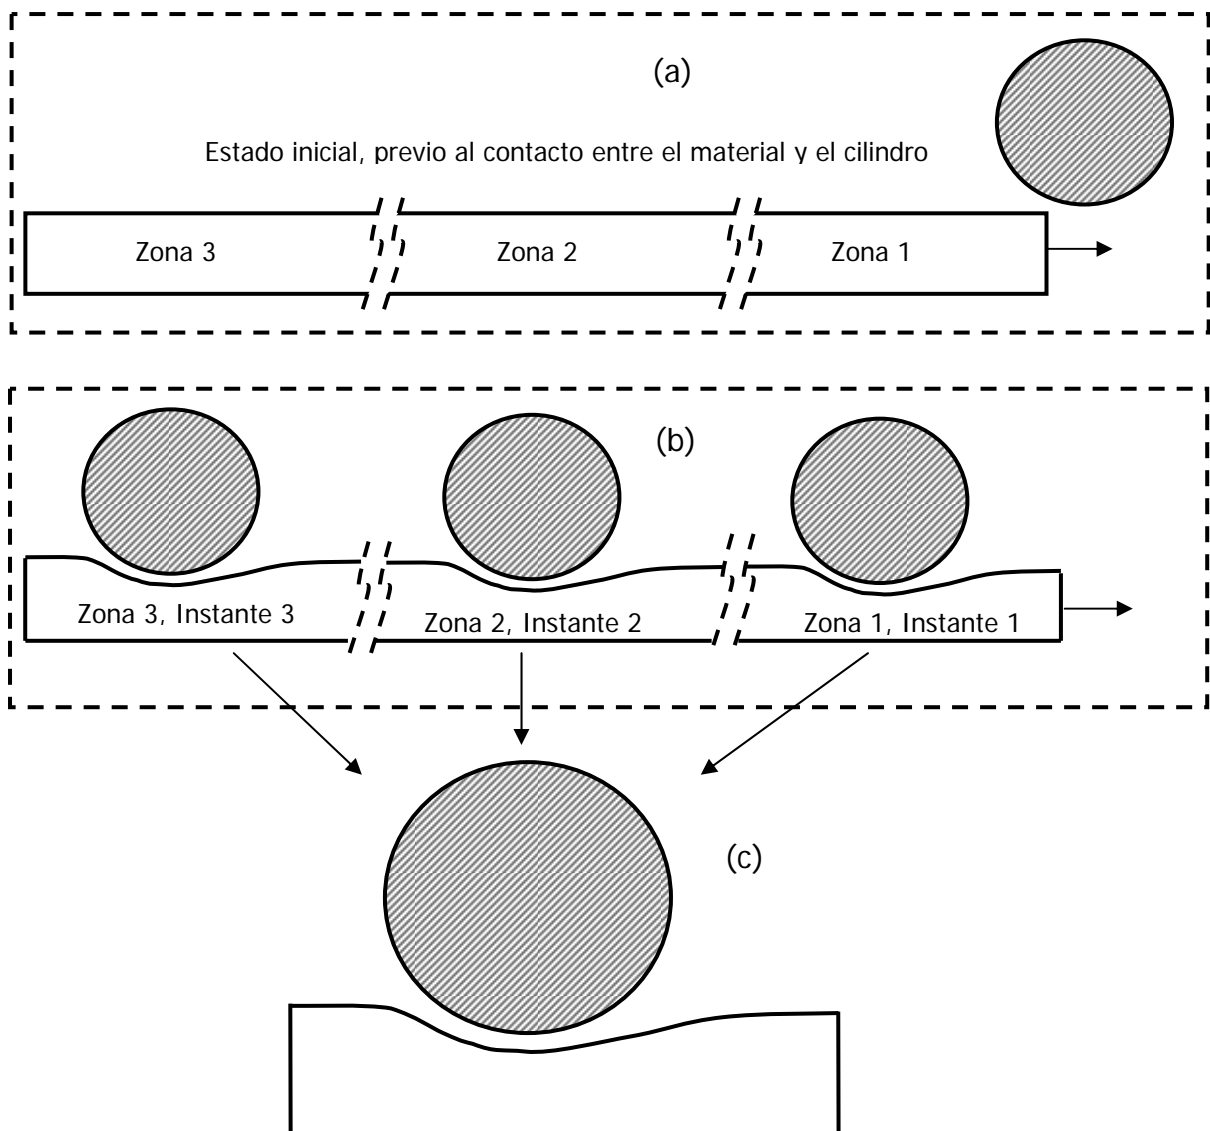 (a)
Estado inicial, previo al contacto entre el material y el cilindro
Zona 3
Zona 2
Zona 1
(b)
Zona 3, Instante 3
Zona 2, Instante 2
Zona 1, Instante 1
(c)